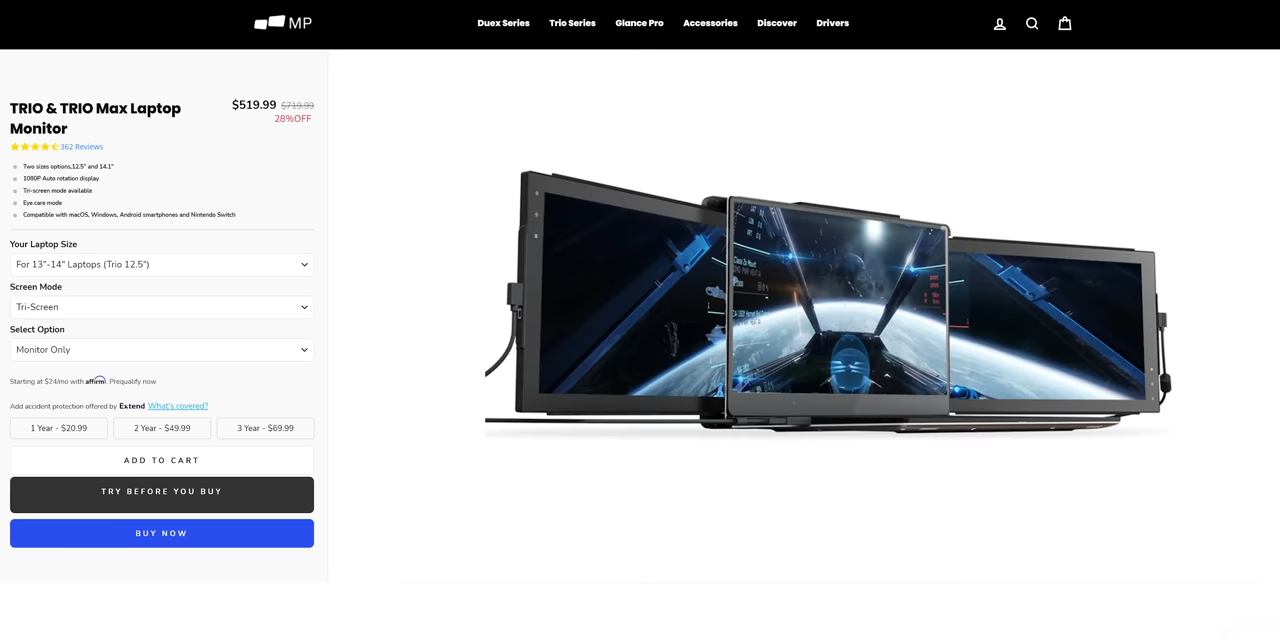 MP
Duex Series
Trio Series
Glance Pro
Accessories
Discover
Drivers
TRIO & TRIO Max Laptop
Monitor
$519.99 $719.99
28%OFF
362 Reviews
Two sizes options,12.5" and 14.1"
1080P Auto rotation display
Tri-screen mode available
Eye care mode
Compatible with macOS, Windows, Android smartphones and Nintendo Switch
Your Laptop Size
For 13"-14" Laptops (Trio 12.5")
Screen Mode
Tri-Screen
Select Option
Monitor Only
Starting at $24/mo with affirm. Prequalify now
Add accident protection offered by Extend What's covered?
1 Year - $20.99
2 Year - $49.99
3 Year - $69.99
ADD TO CART
TRY BEFORE YOU BUY
BUY NOW